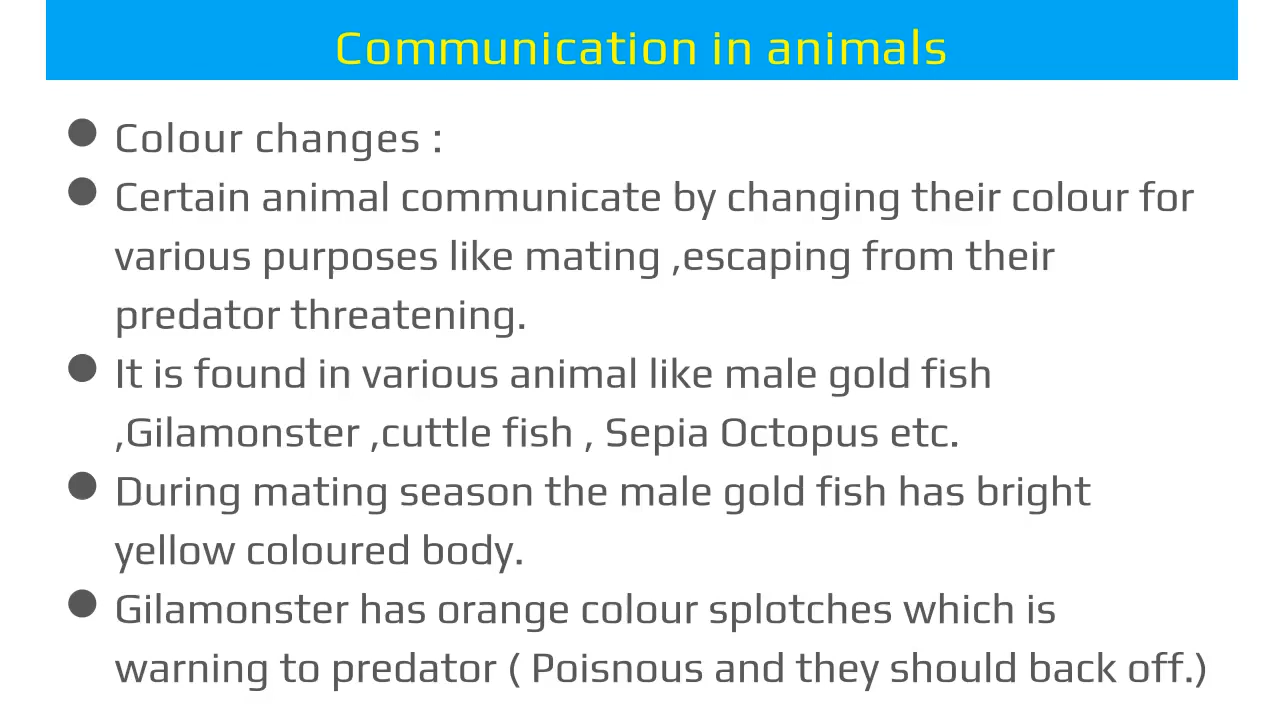 Communication in animals
● Colour changes :
● Certain animal communicate by changing their colour for
various purposes like mating ,escaping from their
predator threatening.
● It is found in various animal like male gold fish
,Gilamonster ,cuttle fish , Sepia Octopus etc.
● During mating season the male gold fish has bright
yellow coloured body.
● Gilamonster has orange colour splotches which is
warning to predator ( Poisnous and they should back off.)